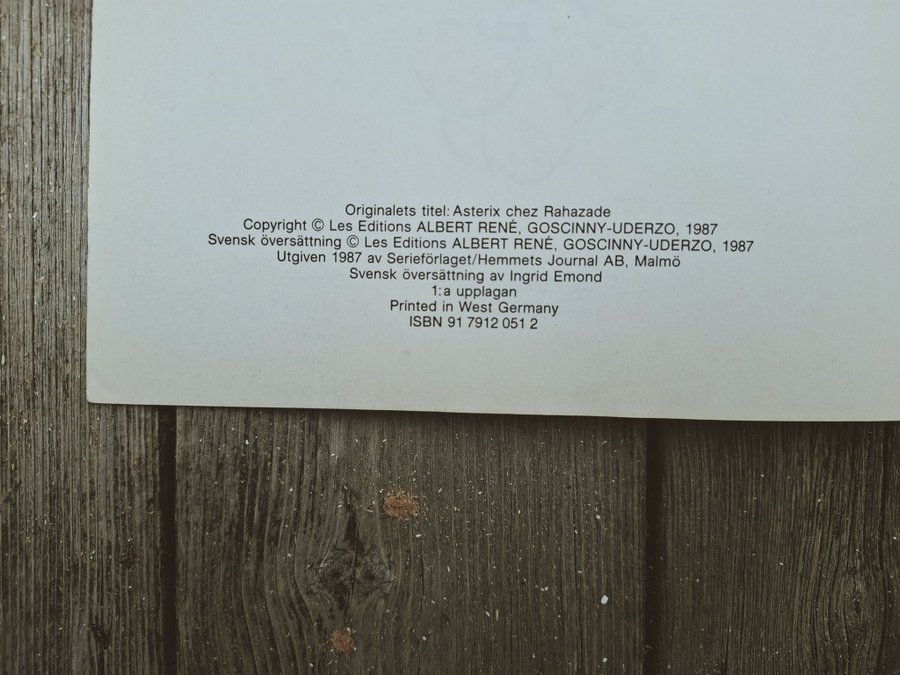 Originalets titel: Asterix chez Rahazade
Copyright © Les Editions ALBERT RENÉ, GOSCINNY-UDERZO, 1987
Svensk översättning © Les Editions ALBERT RENÉ, GOSCINNY-UDERZO, 1987
Utgiven 1987 av Serieförlaget/Hemmets Journal AB, Malmö
Svensk översättning av Ingrid Emond
1:a upplagan
Printed in West Germany
ISBN 91 7912 051 2